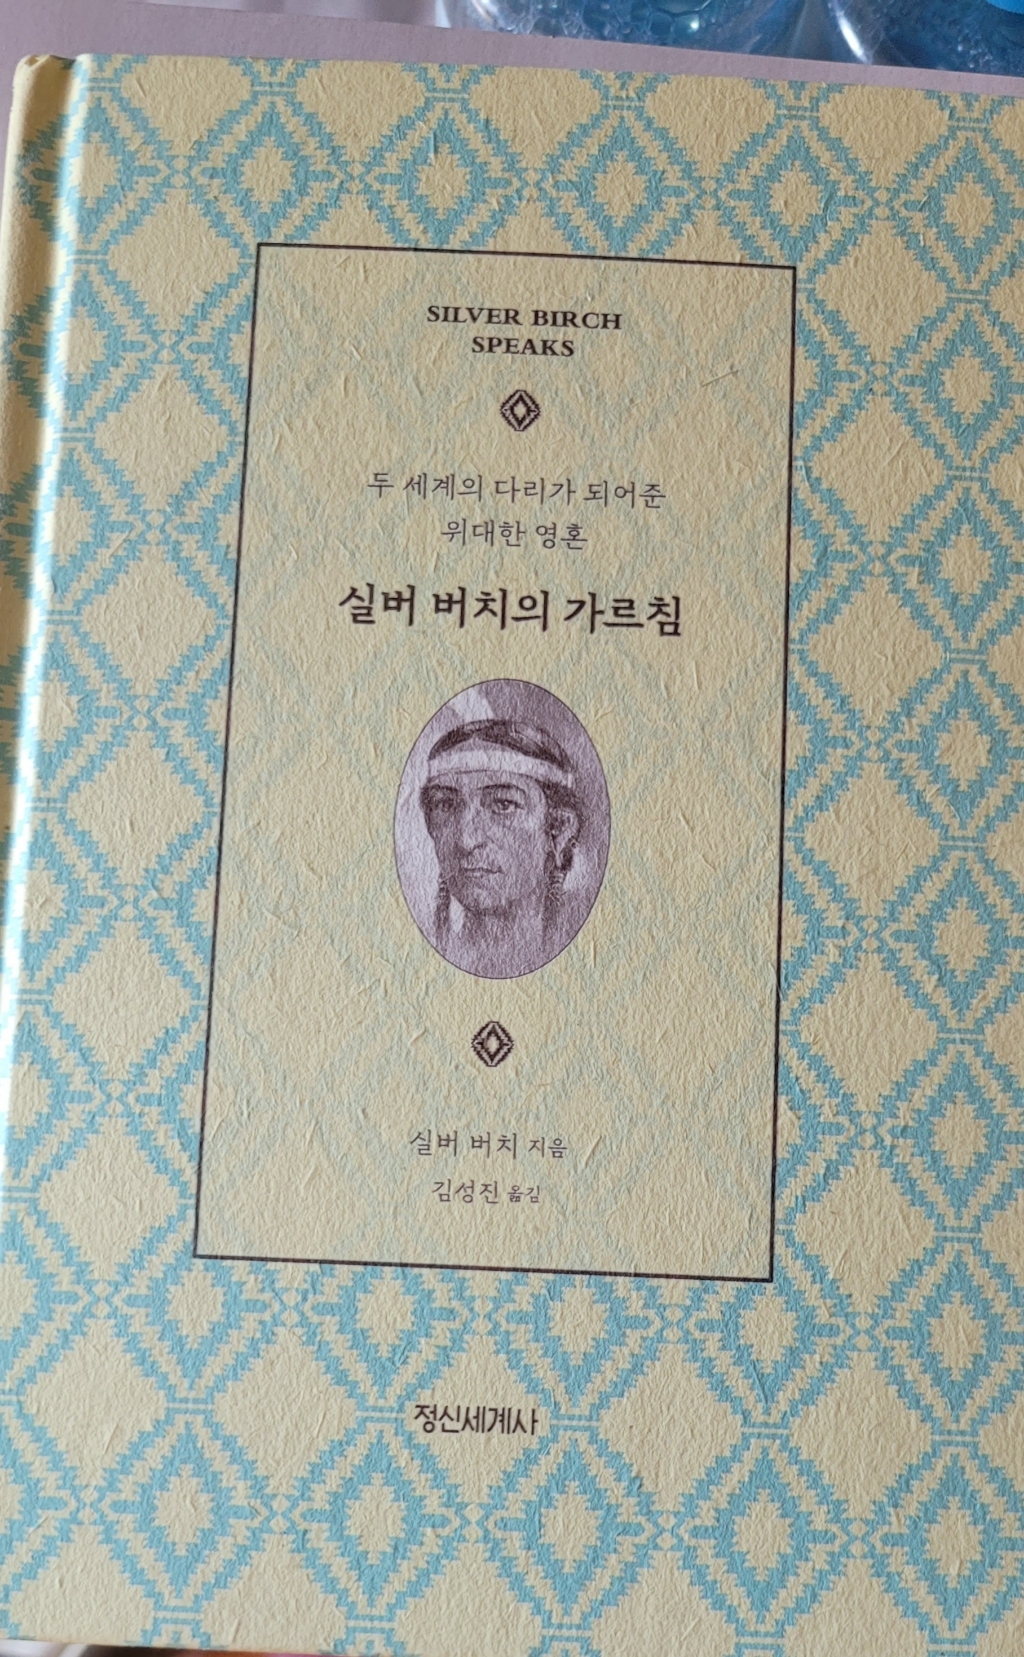 SILVER BIRCH
SPEAKS
두 세계의 다리가 되어준
위대한 영혼
실버 버치의 가르침
실버 버치 지음
김성진 옮김
정신세계사